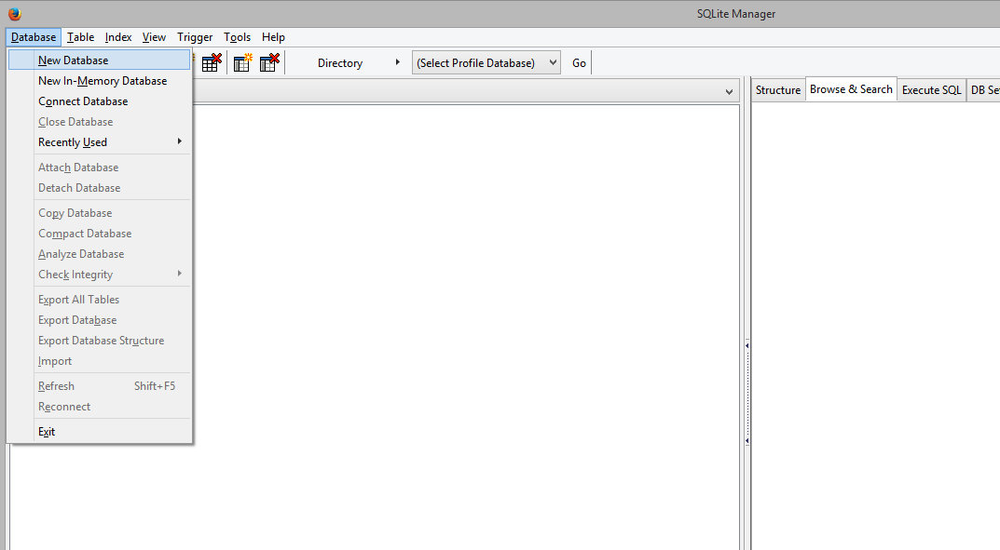 SQLite Manager
Database Table Index View Trigger Tools Help
New Database
New In-Memory Database
Connect Database
Close Database
Recently Used
Attach Database
Detach Database
Copy Database
Compact Database
Analyze Database
Check Integrity
Export All Tables
Export Database
Export Database Structure
Import
Refresh Shift+F5
Reconnect
Exit
Directory (Select Profile Database) Go
Structure Browse & Search Execute SQL DB Se